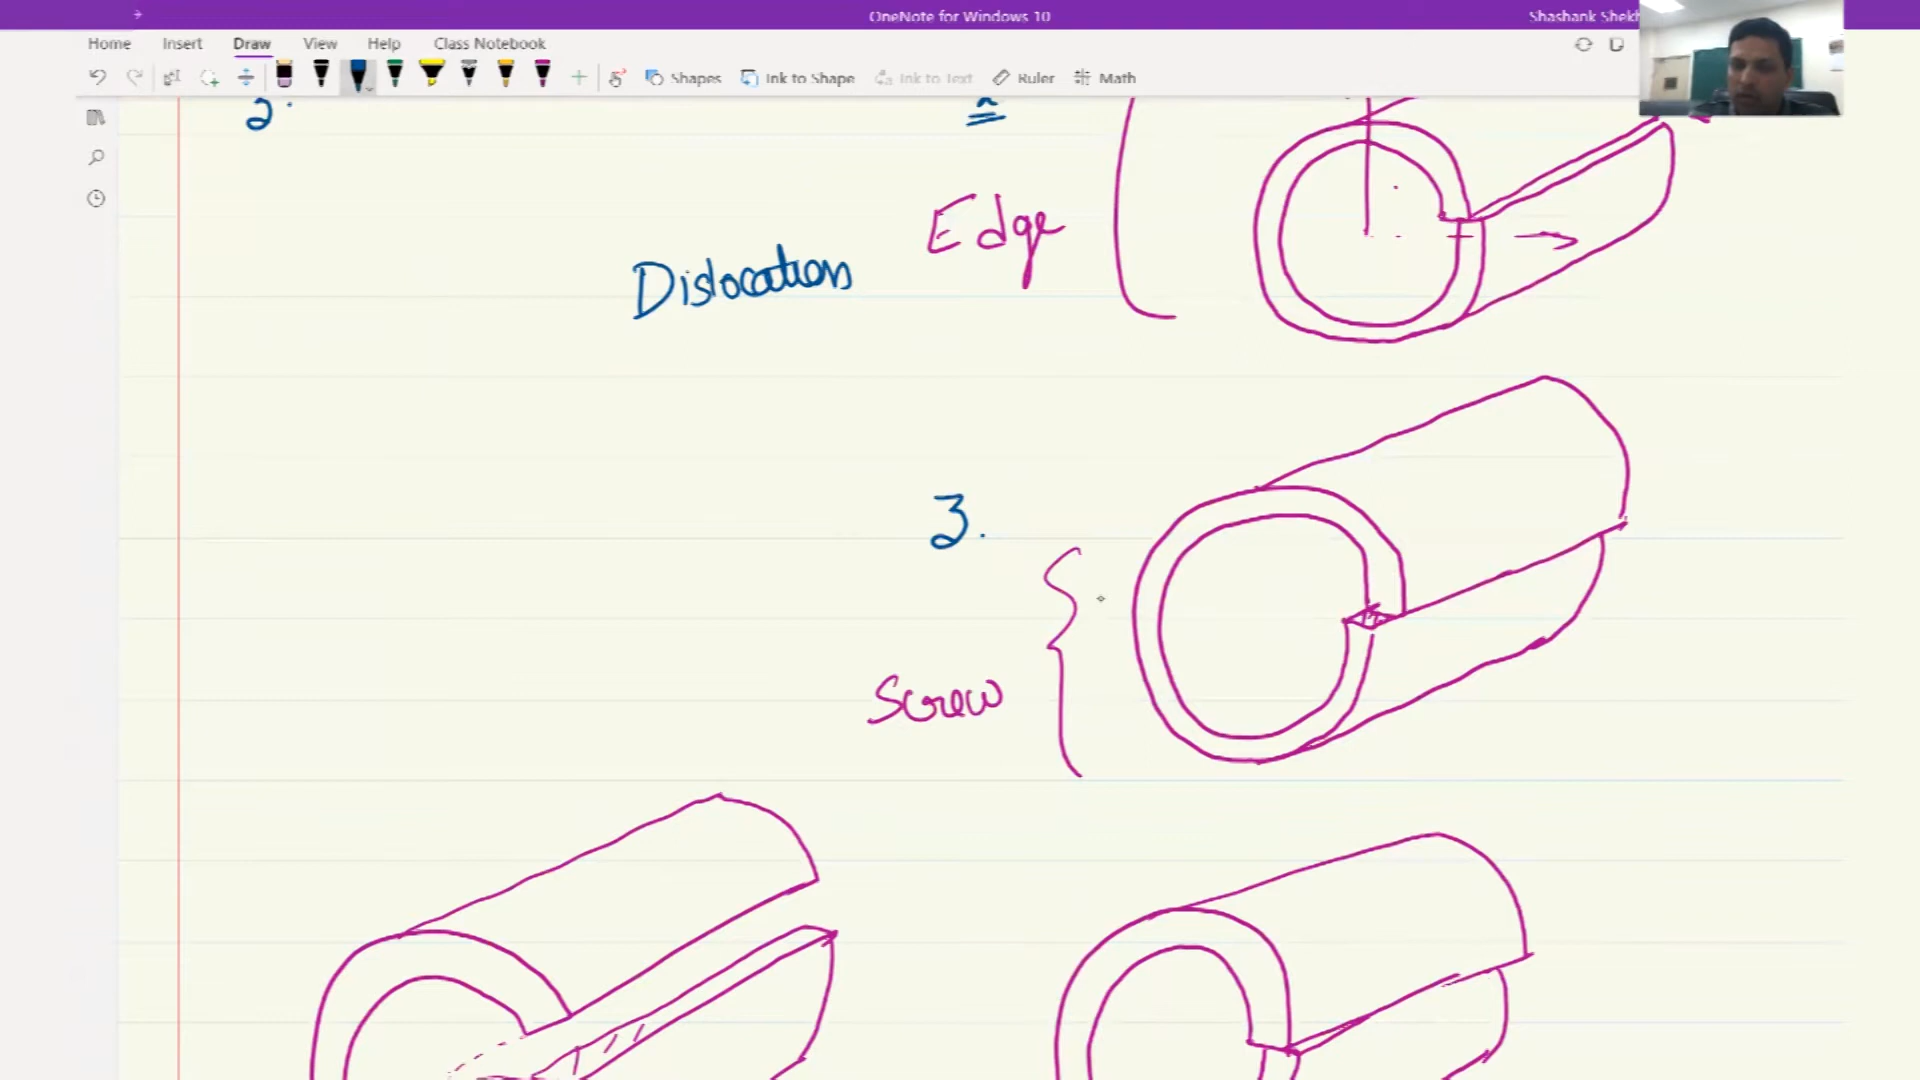 OneNote for Windows 10
Shashank Shekh
Home Insert Draw View Help Class Notebook
Shapes Ink to Shape Ink to Text Ruler Math
2.
Edge
Dislocations
3.
Screw